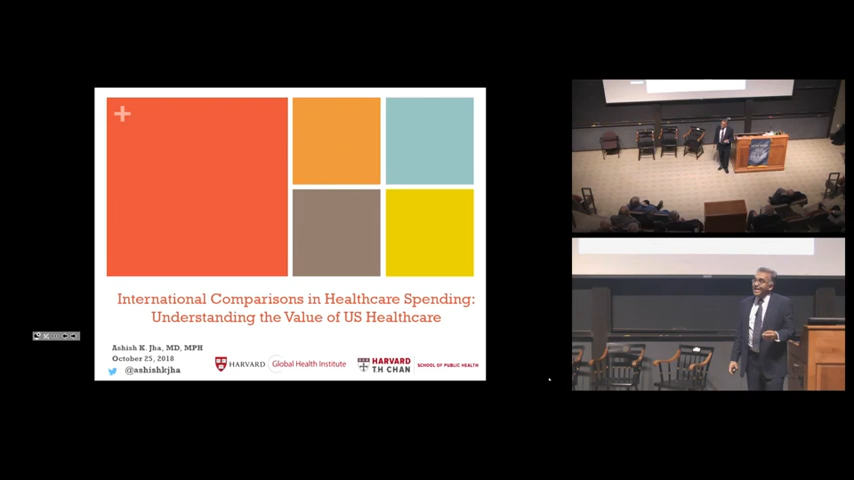 International Comparisons in Healthcare Spending:
Understanding the Value of US Healthcare
Ashish K. Jha, MD, MPH
October 25, 2018
@ashishkjha
HARVARD Global Health Institute
HARVARD
TH CHAN
SCHOOL OF PUBLIC HEALTH